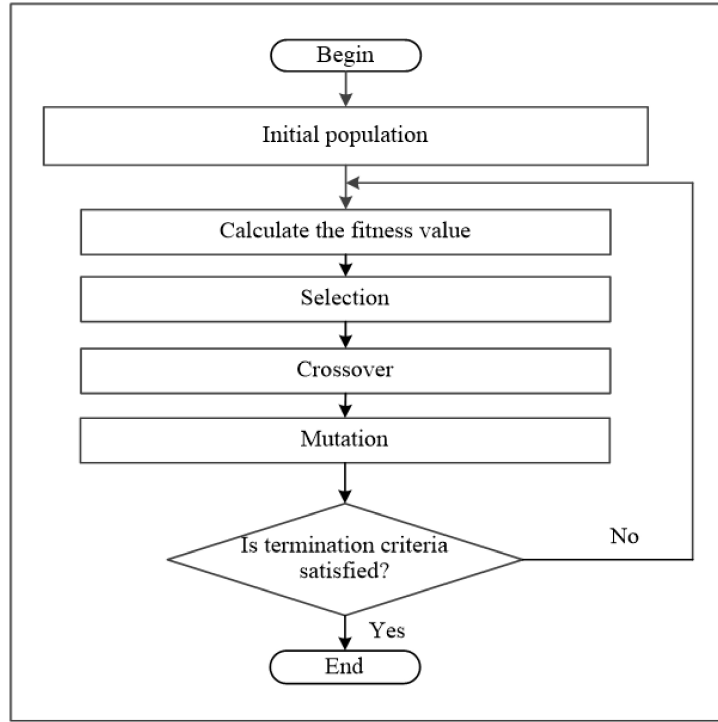 Begin
Initial population
Calculate the fitness value
Selection
Crossover
Mutation
Is termination criteria
satisfied?
No
Yes
End